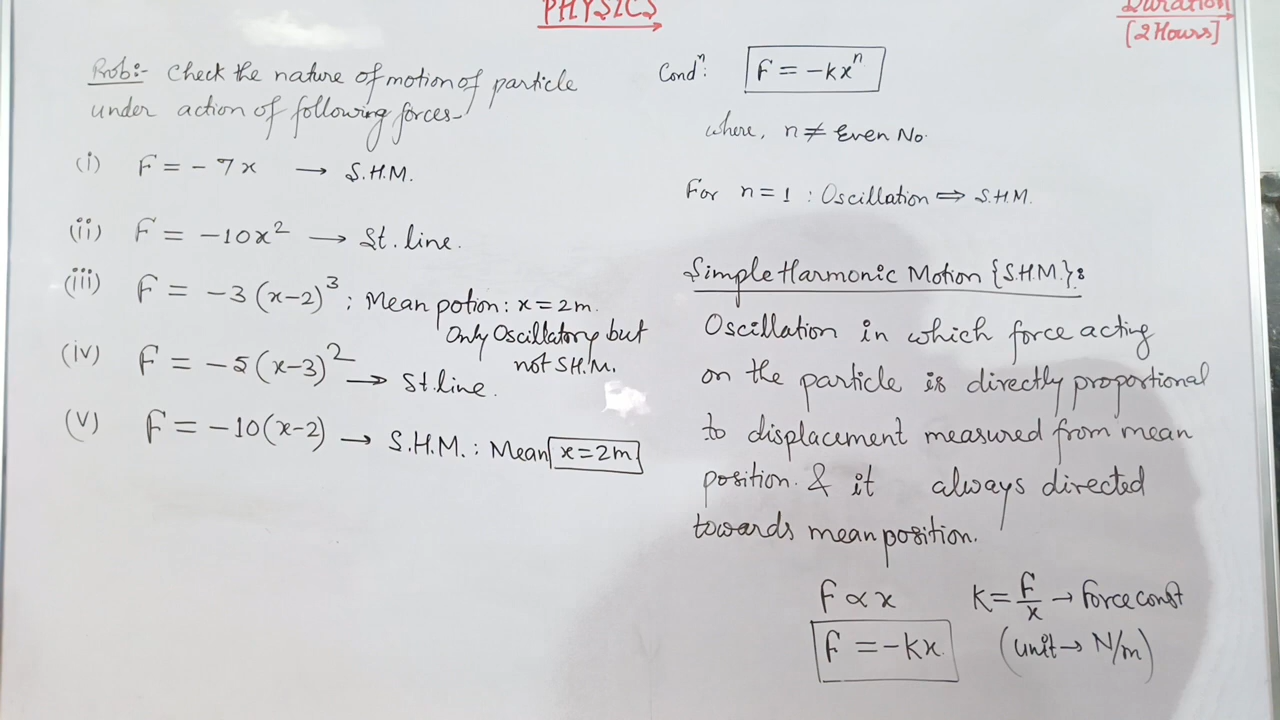 PHYSICS
Duration
[2 Hours]
Prob:- Check the nature of motion of particle
under action of following forces-
(i) F = - 7x → S.H.M.
(ii) F = -10x² → St. line.
(iii) F = -3(x-2)³ ; Mean potion: x = 2m.
Only Oscillatory but
not S.H.M.
(iv) F = -5(x-3)² → St.line.
(v) F = -10(x-2) → S.H.M. : Mean x = 2m
Condⁿ: F = -kxⁿ
where, n ≠ Even No.
For n = 1 : Oscillation ⇒ S.H.M.
Simple Harmonic Motion {S.H.M.}:
Oscillation in which force acting
on the particle is directly proportional
to displacement measured from mean
position. & it always directed
towards mean position.
F ∝ x K = F/x → Force const
F = -kx (unit → N/m)